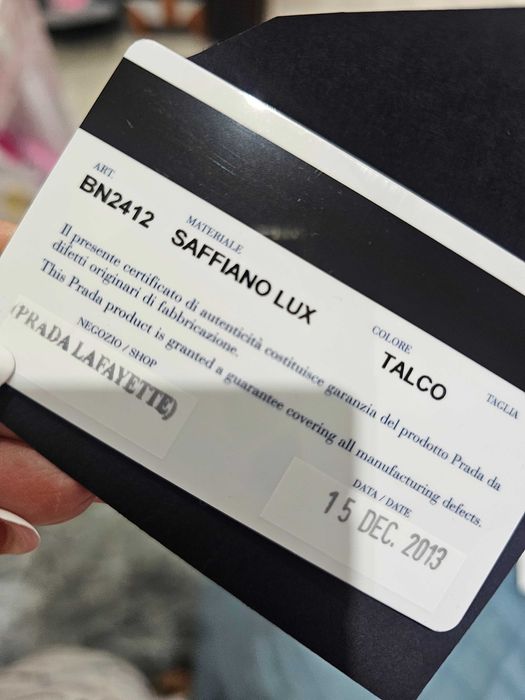 ART.
BN2412
MATERIALE
SAFFIANO LUX
COLORE
TALCO
TAGLIA
Il presente certificato di autenticità costituisce garanzia del prodotto Prada da
difetti originari di fabbricazione.
This Prada product is granted a guarantee covering all manufacturing defects.
NEGOZIO / SHOP
(PRADA LAFAYETTE)
DATA / DATE
15 DEC. 2013